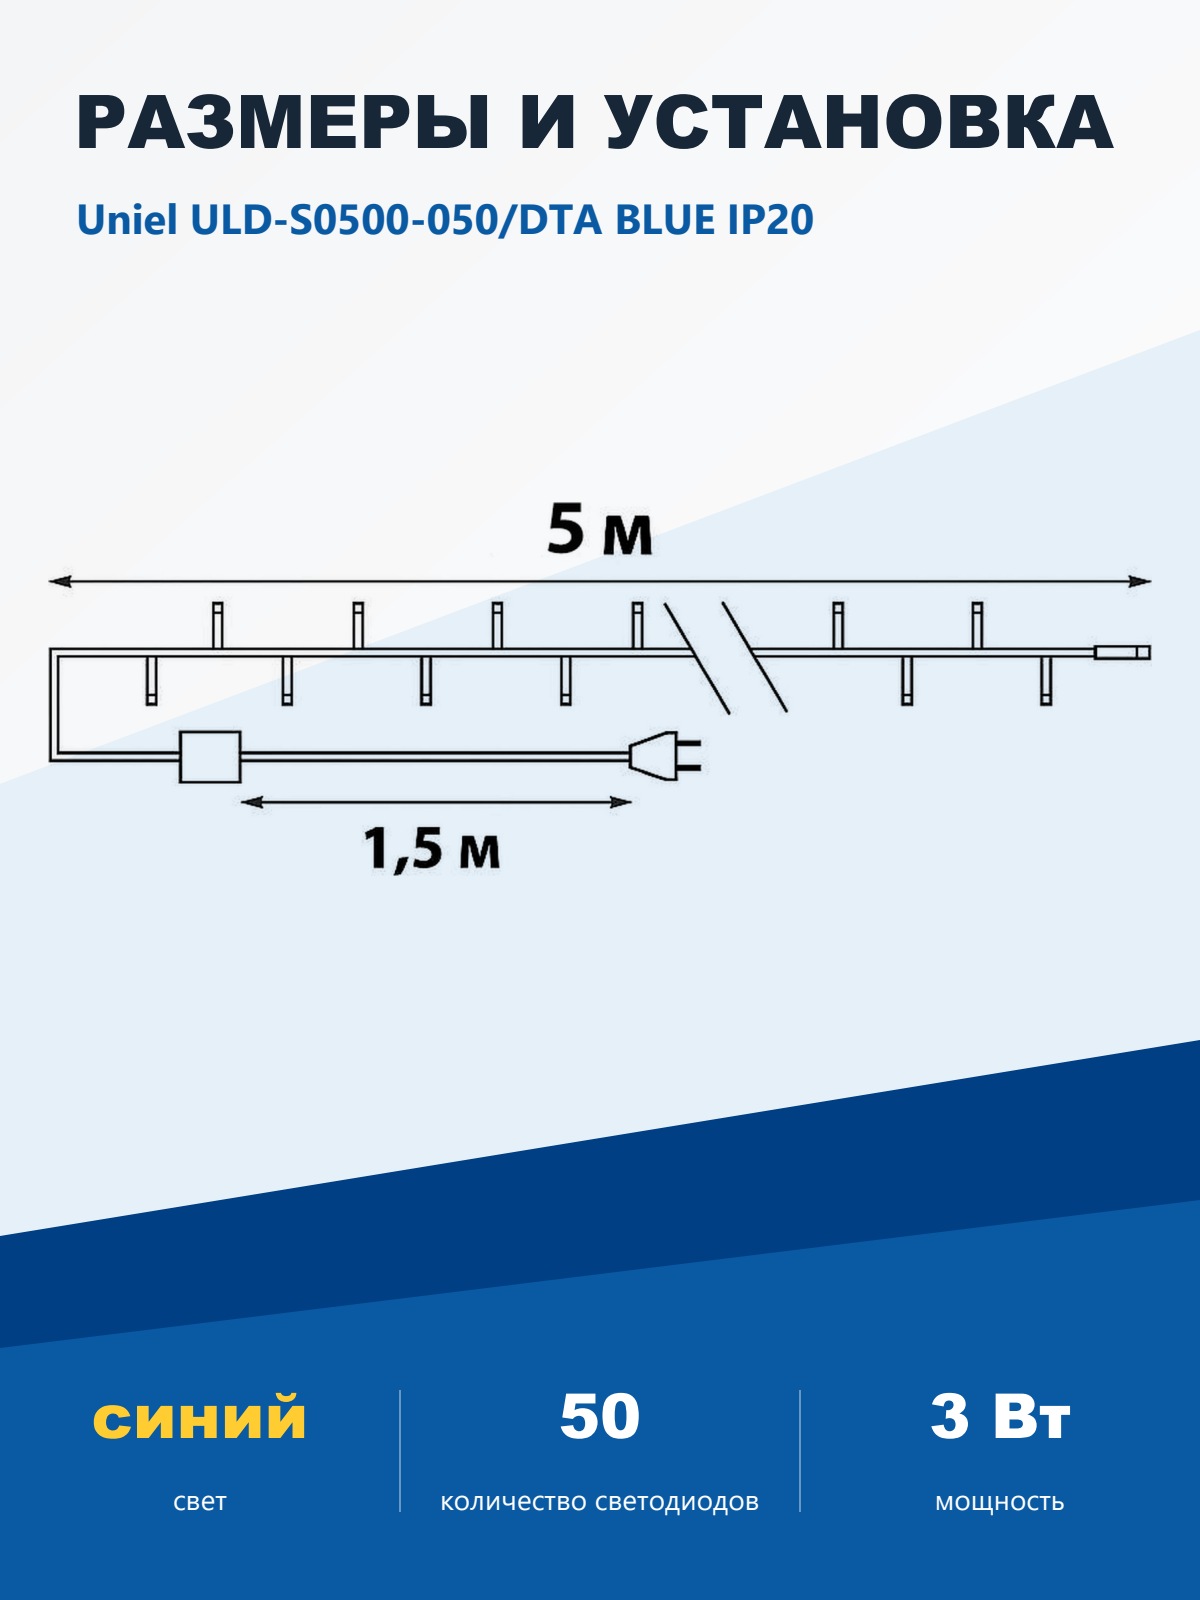 РАЗМЕРЫ И УСТАНОВКА
Uniel ULD-S0500-050/DTA BLUE IP20
5 м
1,5 м
синий
свет
50
количество светодиодов
3 Вт
мощность